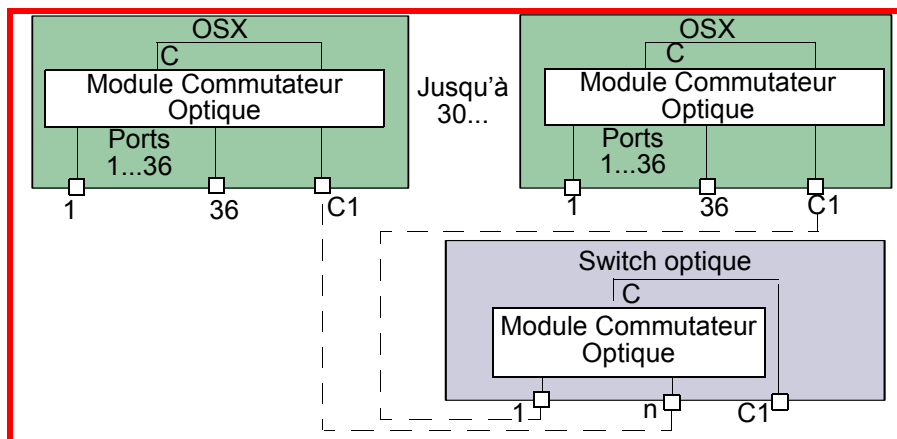 OSX
C
Module Commutateur
Optique
Ports
1...36
1
36
C1
Jusqu'à
30...
OSX
C
Module Commutateur
Optique
Ports
1...36
1
36
C1
Switch optique
C
Module Commutateur
Optique
1
n
C1